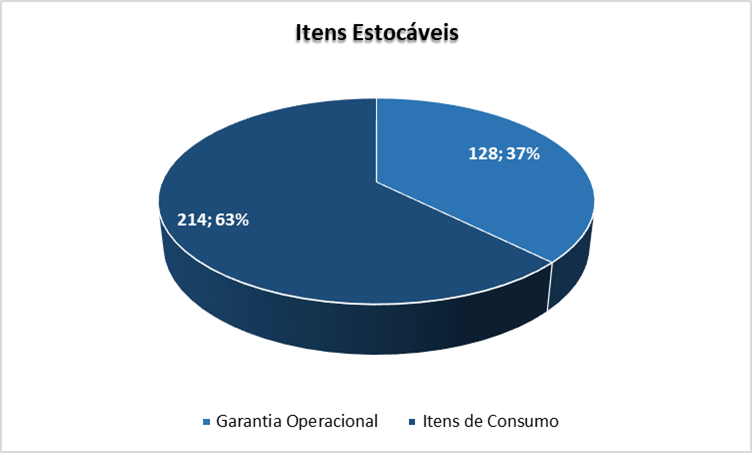 Itens Estocáveis
128; 37%
214; 63%
Garantia Operacional
Itens de Consumo